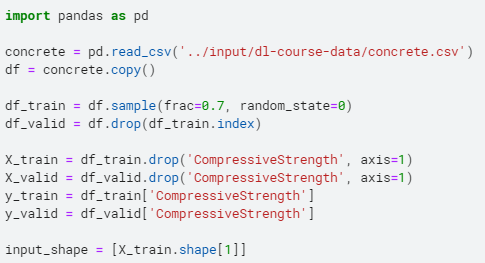 import pandas as pd
concrete = pd.read_csv('../input/dl-course-data/concrete.csv')
df = concrete.copy()
df_train = df.sample(frac=0.7, random_state=0)
df_valid = df.drop(df_train.index)
X_train = df_train.drop('CompressiveStrength', axis=1)
X_valid = df_valid.drop('CompressiveStrength', axis=1)
y_train = df_train['CompressiveStrength']
y_valid = df_valid['CompressiveStrength']
input_shape = [X_train.shape[1]]